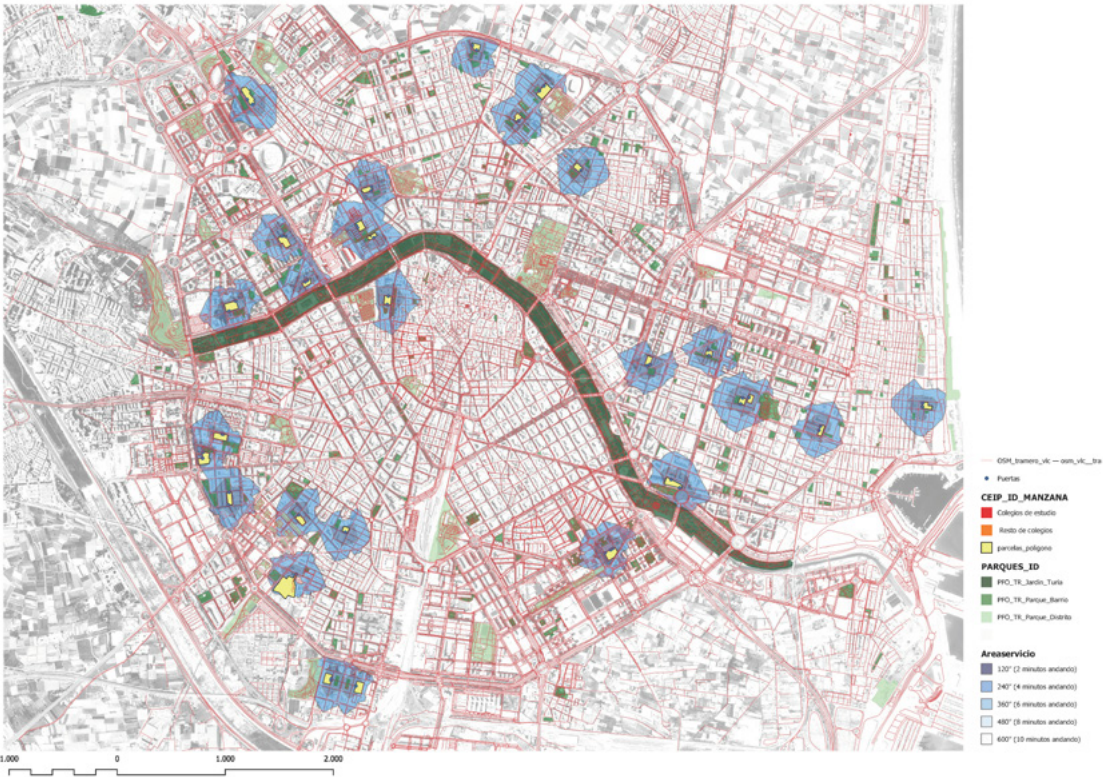 OSM_tramero_vlc — osm_vlc__tra
Puertas
CEIP_ID_MANZANA
Colegios de estudio
Resto de colegios
parcelas_poligono
PARQUES_ID
PFO_TR_Jardin_Turia
PFO_TR_Parque_Barrio
PFO_TR_Parque_Distrito
Areaservicio
120" (2 minutos andando)
240" (4 minutos andando)
360" (6 minutos andando)
480" (8 minutos andando)
600" (10 minutos andando)
1.000 0 1.000 2.000